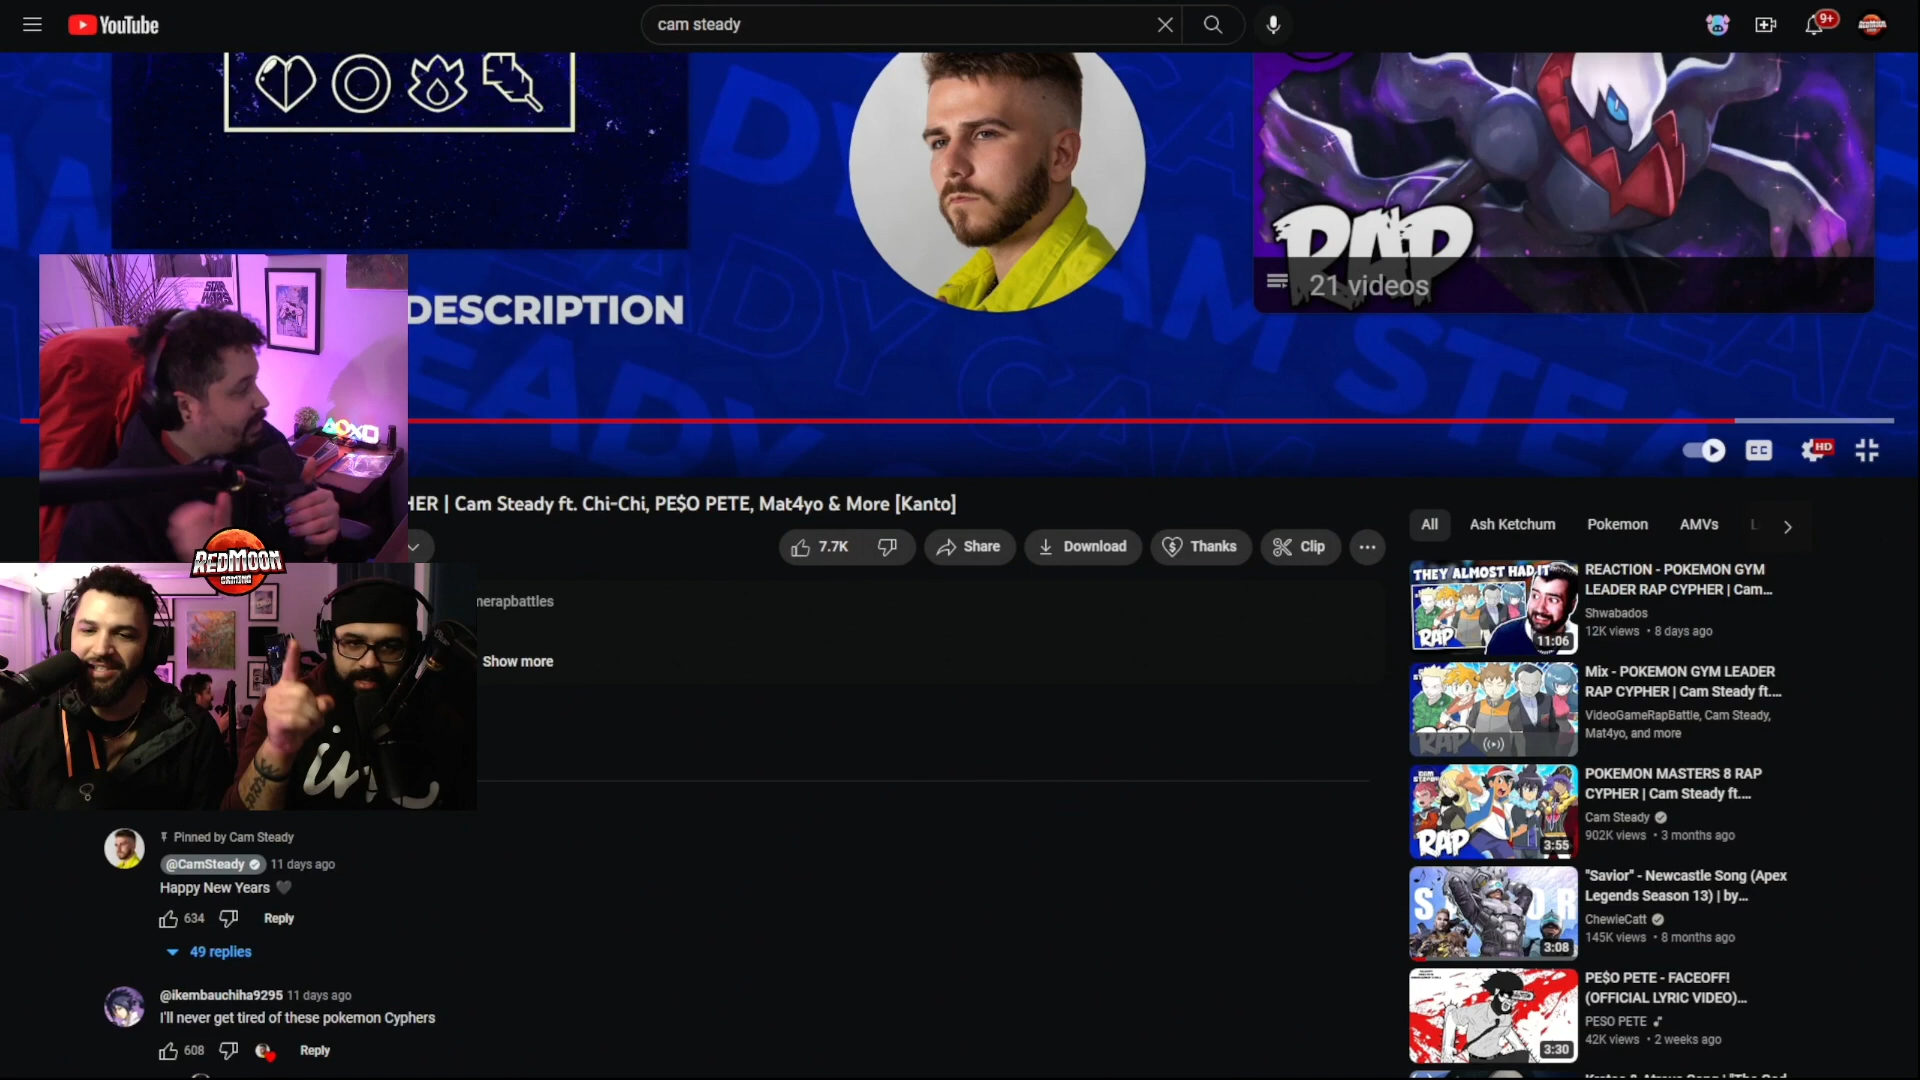 YouTube
cam steady
9+
STAR
WARS
DESCRIPTION
RAP
21 videos
CC
HD
HER | Cam Steady ft. Chi-Chi, PE$O PETE, Mat4yo & More [Kanto]
7.7K
Share
Download
Thanks
Clip
REDMOON
GAMING
merapbattles
Show more
Pinned by Cam Steady
@CamSteady 11 days ago
Happy New Years
634
Reply
49 replies
@ikembauchiha9295 11 days ago
I'll never get tired of these pokemon Cyphers
608
Reply
All
Ash Ketchum
Pokemon
AMVs
L
THEY ALMOST HAD IT
RAP
11:06
REACTION - POKEMON GYM
LEADER RAP CYPHER | Cam...
Shwabados
12K views • 8 days ago
RAP
Mix - POKEMON GYM LEADER
RAP CYPHER | Cam Steady ft....
VideoGameRapBattle, Cam Steady,
Mat4yo, and more
RAP
3:55
POKEMON MASTERS 8 RAP
CYPHER | Cam Steady ft....
Cam Steady
902K views • 3 months ago
3:08
"Savior" - Newcastle Song (Apex
Legends Season 13) | by...
ChewieCatt
145K views • 8 months ago
3:30
PE$O PETE - FACEOFF!
(OFFICIAL LYRIC VIDEO)...
PESO PETE
42K views • 2 weeks ago